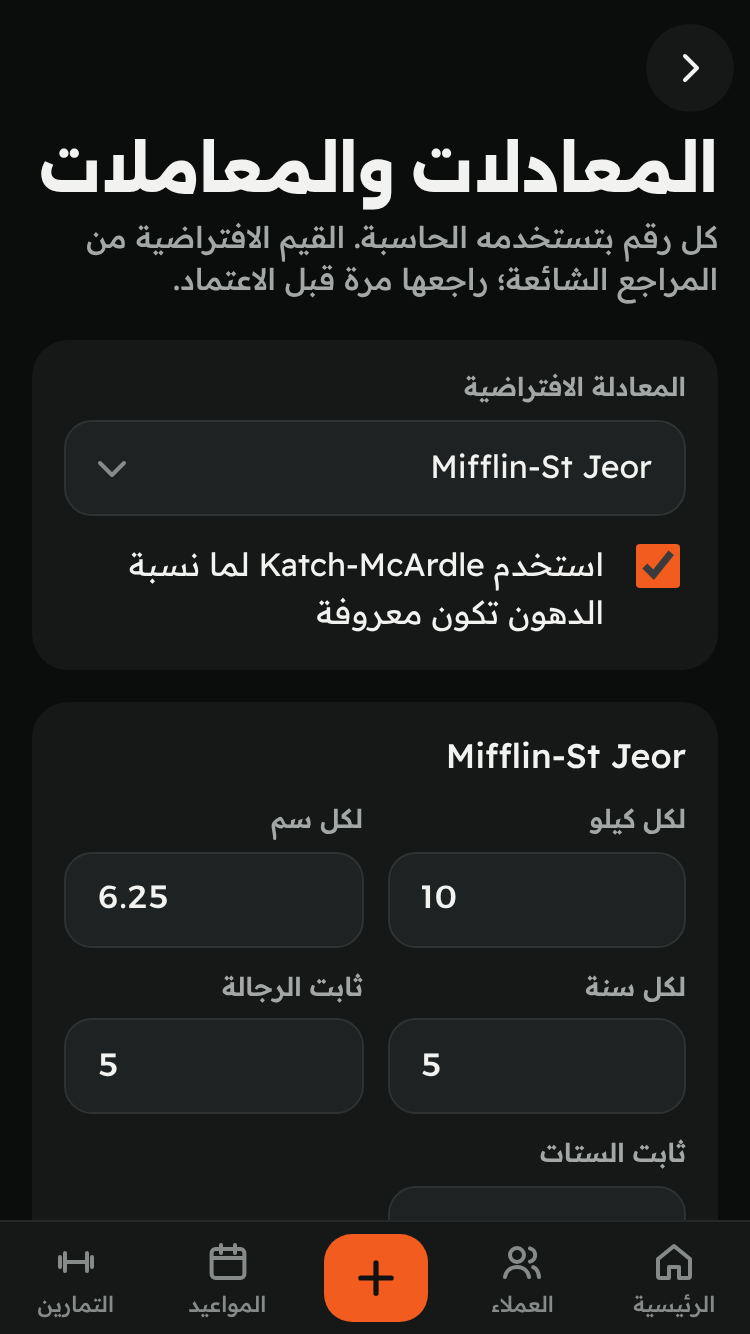 المعادلات والمعاملات
كل رقم بتستخدمه الحاسبة. القيم الافتراضية من
المراجع الشائعة؛ راجعها مرة قبل الاعتماد.
المعادلة الافتراضية
Mifflin-St Jeor
استخدم Katch-McArdle لما نسبة
الدهون تكون معروفة
Mifflin-St Jeor
لكل كيلو
لكل سم
10
6.25
لكل سنة
ثابت الرجالة
5
5
ثابت الستات
الرئيسية
العملاء
المواعيد
التمارين